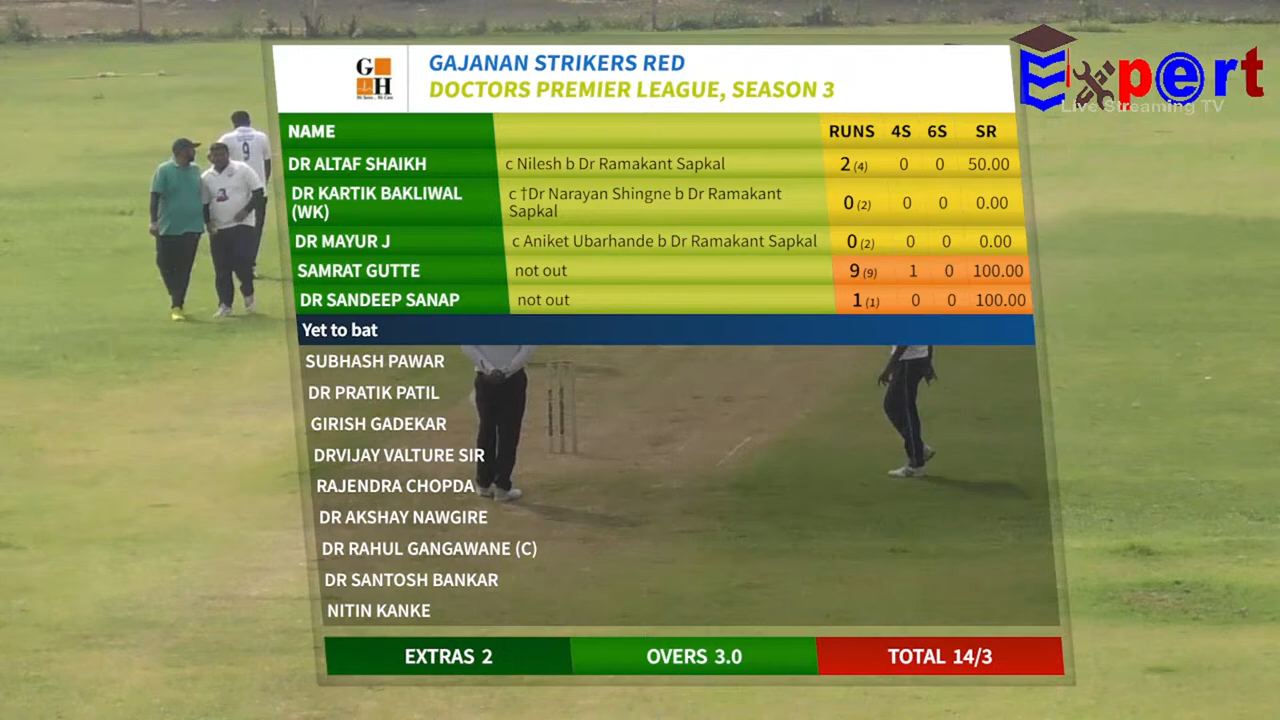 GAJANAN STRIKERS RED
DOCTORS PREMIER LEAGUE, SEASON 3
G H
Expert
Live Streaming TV
NAME RUNS 4S 6S SR
DR ALTAF SHAIKH c Nilesh b Dr Ramakant Sapkal 2 (4) 0 0 50.00
DR KARTIK BAKLIWAL (WK) c †Dr Narayan Shingne b Dr Ramakant Sapkal 0 (2) 0 0 0.00
DR MAYUR J c Aniket Ubarhande b Dr Ramakant Sapkal 0 (2) 0 0 0.00
SAMRAT GUTTE not out 9 (9) 1 0 100.00
DR SANDEEP SANAP not out 1 (1) 0 0 100.00
Yet to bat
SUBHASH PAWAR
DR PRATIK PATIL
GIRISH GADEKAR
DRVIJAY VALTURE SIR
RAJENDRA CHOPDA
DR AKSHAY NAWGIRE
DR RAHUL GANGAWANE (C)
DR SANTOSH BANKAR
NITIN KANKE
EXTRAS 2 OVERS 3.0 TOTAL 14/3
9